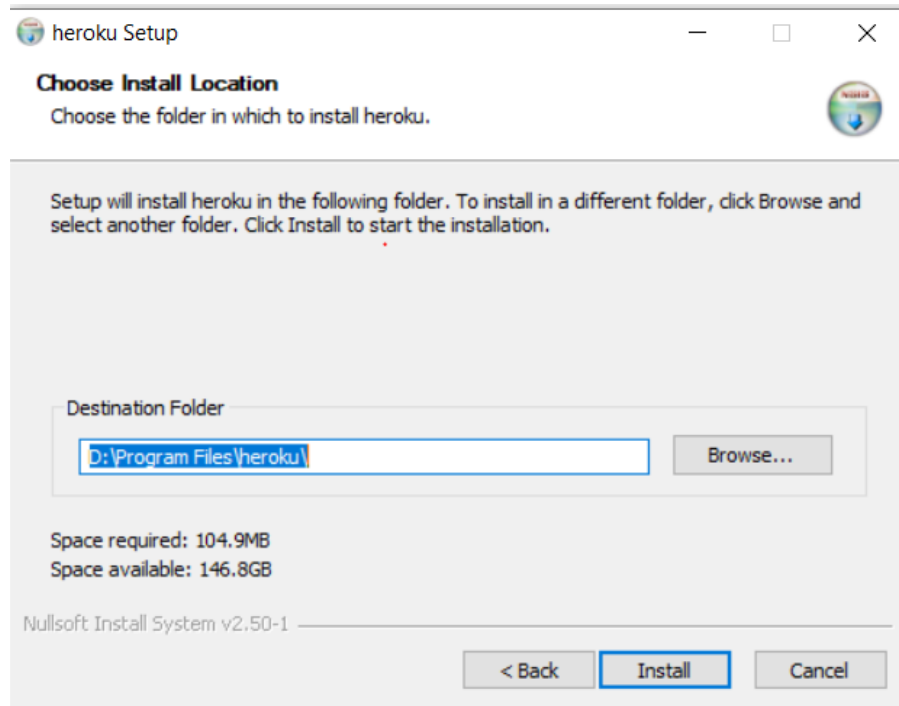 heroku Setup
Choose Install Location
Choose the folder in which to install heroku.
Setup will install heroku in the following folder. To install in a different folder, click Browse and
select another folder. Click Install to start the installation.
Destination Folder
D:\Program Files\heroku\
Browse...
Space required: 104.9MB
Space available: 146.8GB
Nullsoft Install System v2.50-1
< Back
Install
Cancel